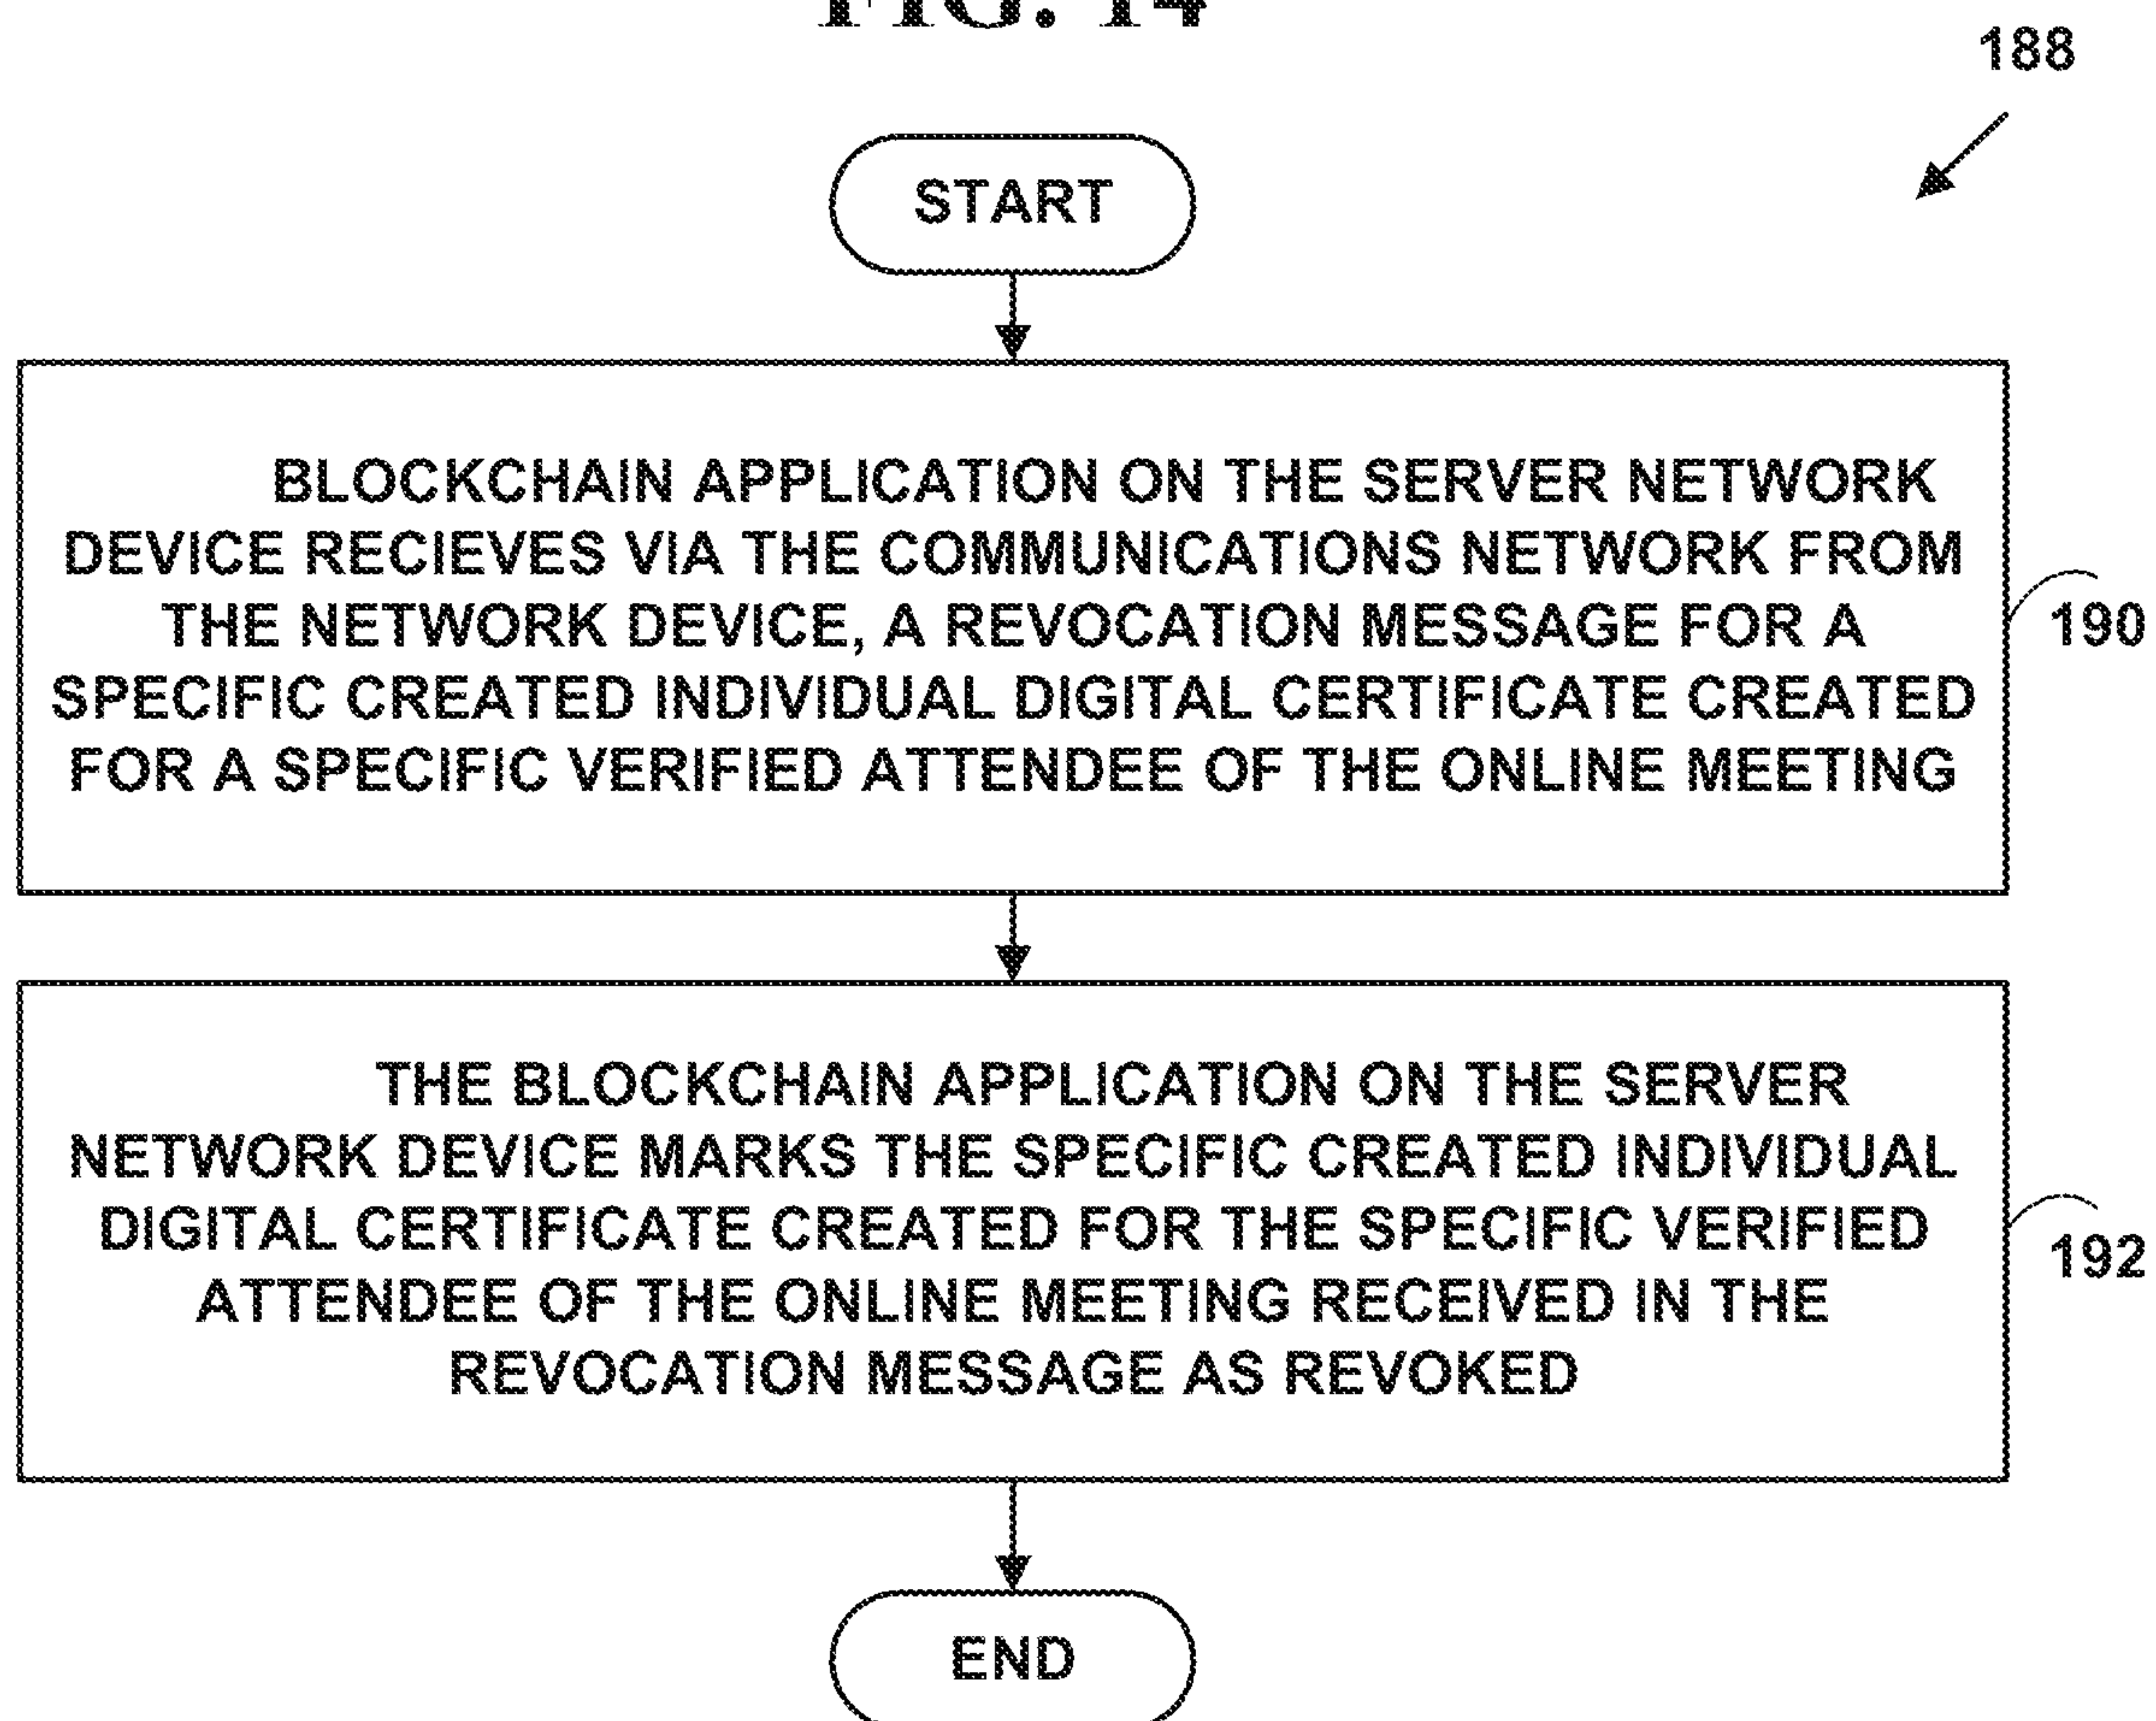 FIG. 14
188
START
BLOCKCHAIN APPLICATION ON THE SERVER NETWORK
DEVICE RECIEVES VIA THE COMMUNICATIONS NETWORK FROM
THE NETWORK DEVICE, A REVOCATION MESSAGE FOR A
SPECIFIC CREATED INDIVIDUAL DIGITAL CERTIFICATE CREATED
FOR A SPECIFIC VERIFIED ATTENDEE OF THE ONLINE MEETING
190
THE BLOCKCHAIN APPLICATION ON THE SERVER
NETWORK DEVICE MARKS THE SPECIFIC CREATED INDIVIDUAL
DIGITAL CERTIFICATE CREATED FOR THE SPECIFIC VERIFIED
ATTENDEE OF THE ONLINE MEETING RECEIVED IN THE
REVOCATION MESSAGE AS REVOKED
192
END